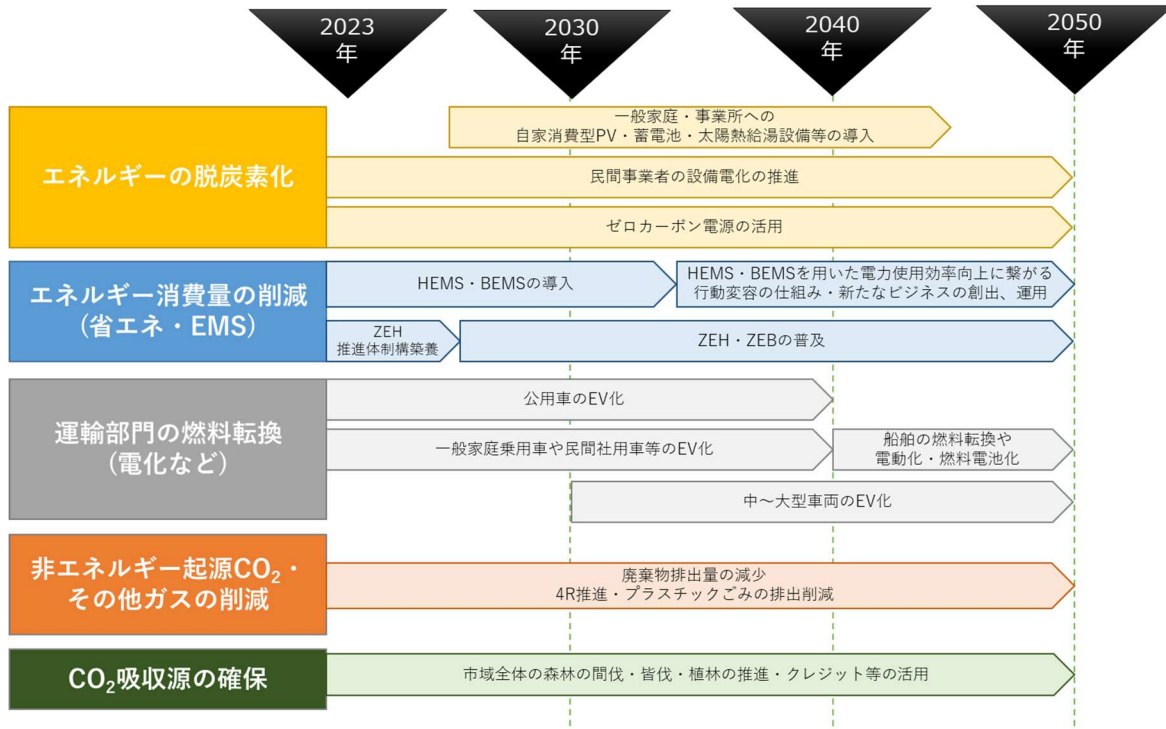 2023
年
2030
年
2040
年
2050
年
エネルギーの脱炭素化
一般家庭・事業所への
自家消費型PV・蓄電池・太陽熱給湯設備等の導入
民間事業者の設備電化の推進
ゼロカーボン電源の活用
エネルギー消費量の削減
(省エネ・EMS)
HEMS・BEMSの導入
HEMS・BEMSを用いた電力使用効率向上に繋がる
行動変容の仕組み・新たなビジネスの創出、運用
ZEH
推進体制構築養
ZEH・ZEBの普及
運輸部門の燃料転換
(電化など)
公用車のEV化
一般家庭乗用車や民間社用車等のEV化
船舶の燃料転換や
電動化・燃料電池化
中～大型車両のEV化
非エネルギー起源CO₂・
その他ガスの削減
廃棄物排出量の減少
4R推進・プラスチックごみの排出削減
CO₂吸収源の確保
市域全体の森林の間伐・皆伐・植林の推進・クレジット等の活用